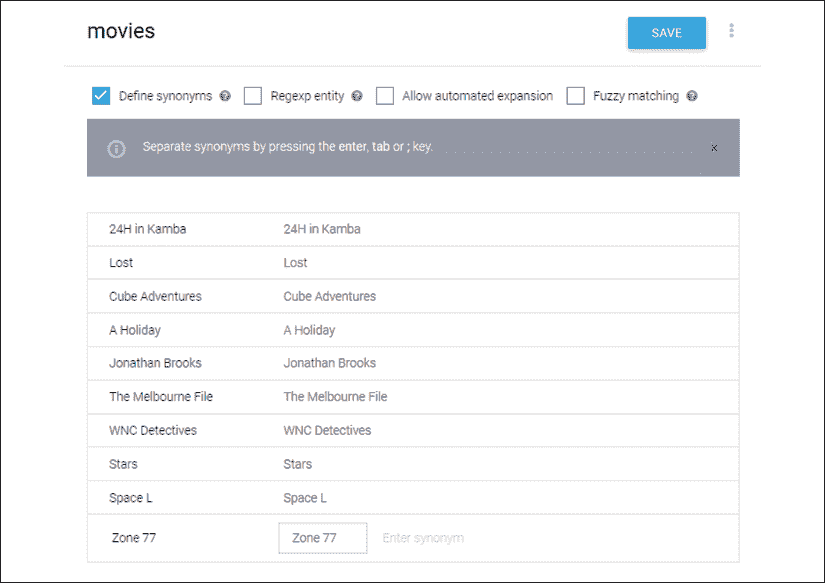 movies
SAVE
Define synonyms Regexp entity Allow automated expansion Fuzzy matching
Separate synonyms by pressing the enter, tab or ; key.
24H in Kamba 24H in Kamba
Lost Lost
Cube Adventures Cube Adventures
A Holiday A Holiday
Jonathan Brooks Jonathan Brooks
The Melbourne File The Melbourne File
WNC Detectives WNC Detectives
Stars Stars
Space L Space L
Zone 77 Zone 77 Enter synonym